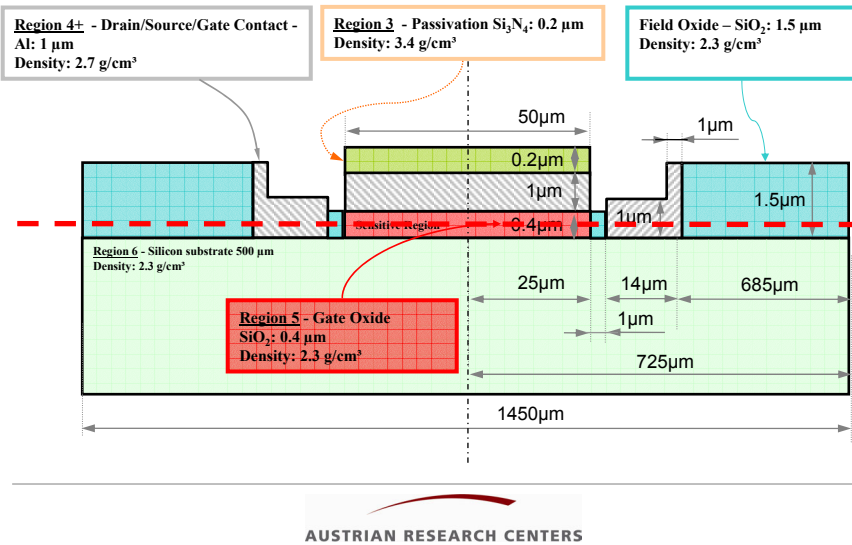 Region 4+ - Drain/Source/Gate Contact -
Al: 1 µm
Density: 2.7 g/cm³
Region 3 - Passivation Si₃N₄: 0.2 µm
Density: 3.4 g/cm³
Field Oxide – SiO₂: 1.5 µm
Density: 2.3 g/cm³
50µm
1µm
0.2µm
1µm
1.5µm
1µm
Sensitive Region
0.4µm
Region 6 - Silicon substrate 500 µm
Density: 2.3 g/cm³
25µm
14µm
685µm
Region 5 - Gate Oxide
SiO₂: 0.4 µm
Density: 2.3 g/cm³
1µm
725µm
1450µm
AUSTRIAN RESEARCH CENTERS